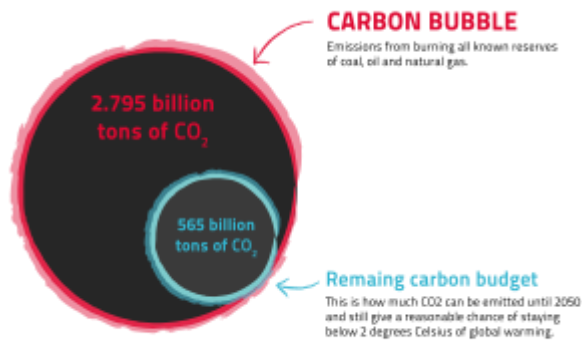 CARBON BUBBLE
Emissions from burning all known reserves
of coal, oil and natural gas.
2.795 billion
tons of CO₂
565 billion
tons of CO₂
Remaing carbon budget
This is how much CO2 can be emitted until 2050
and still give a reasonable chance of staying
below 2 degrees Celsius of global warming.